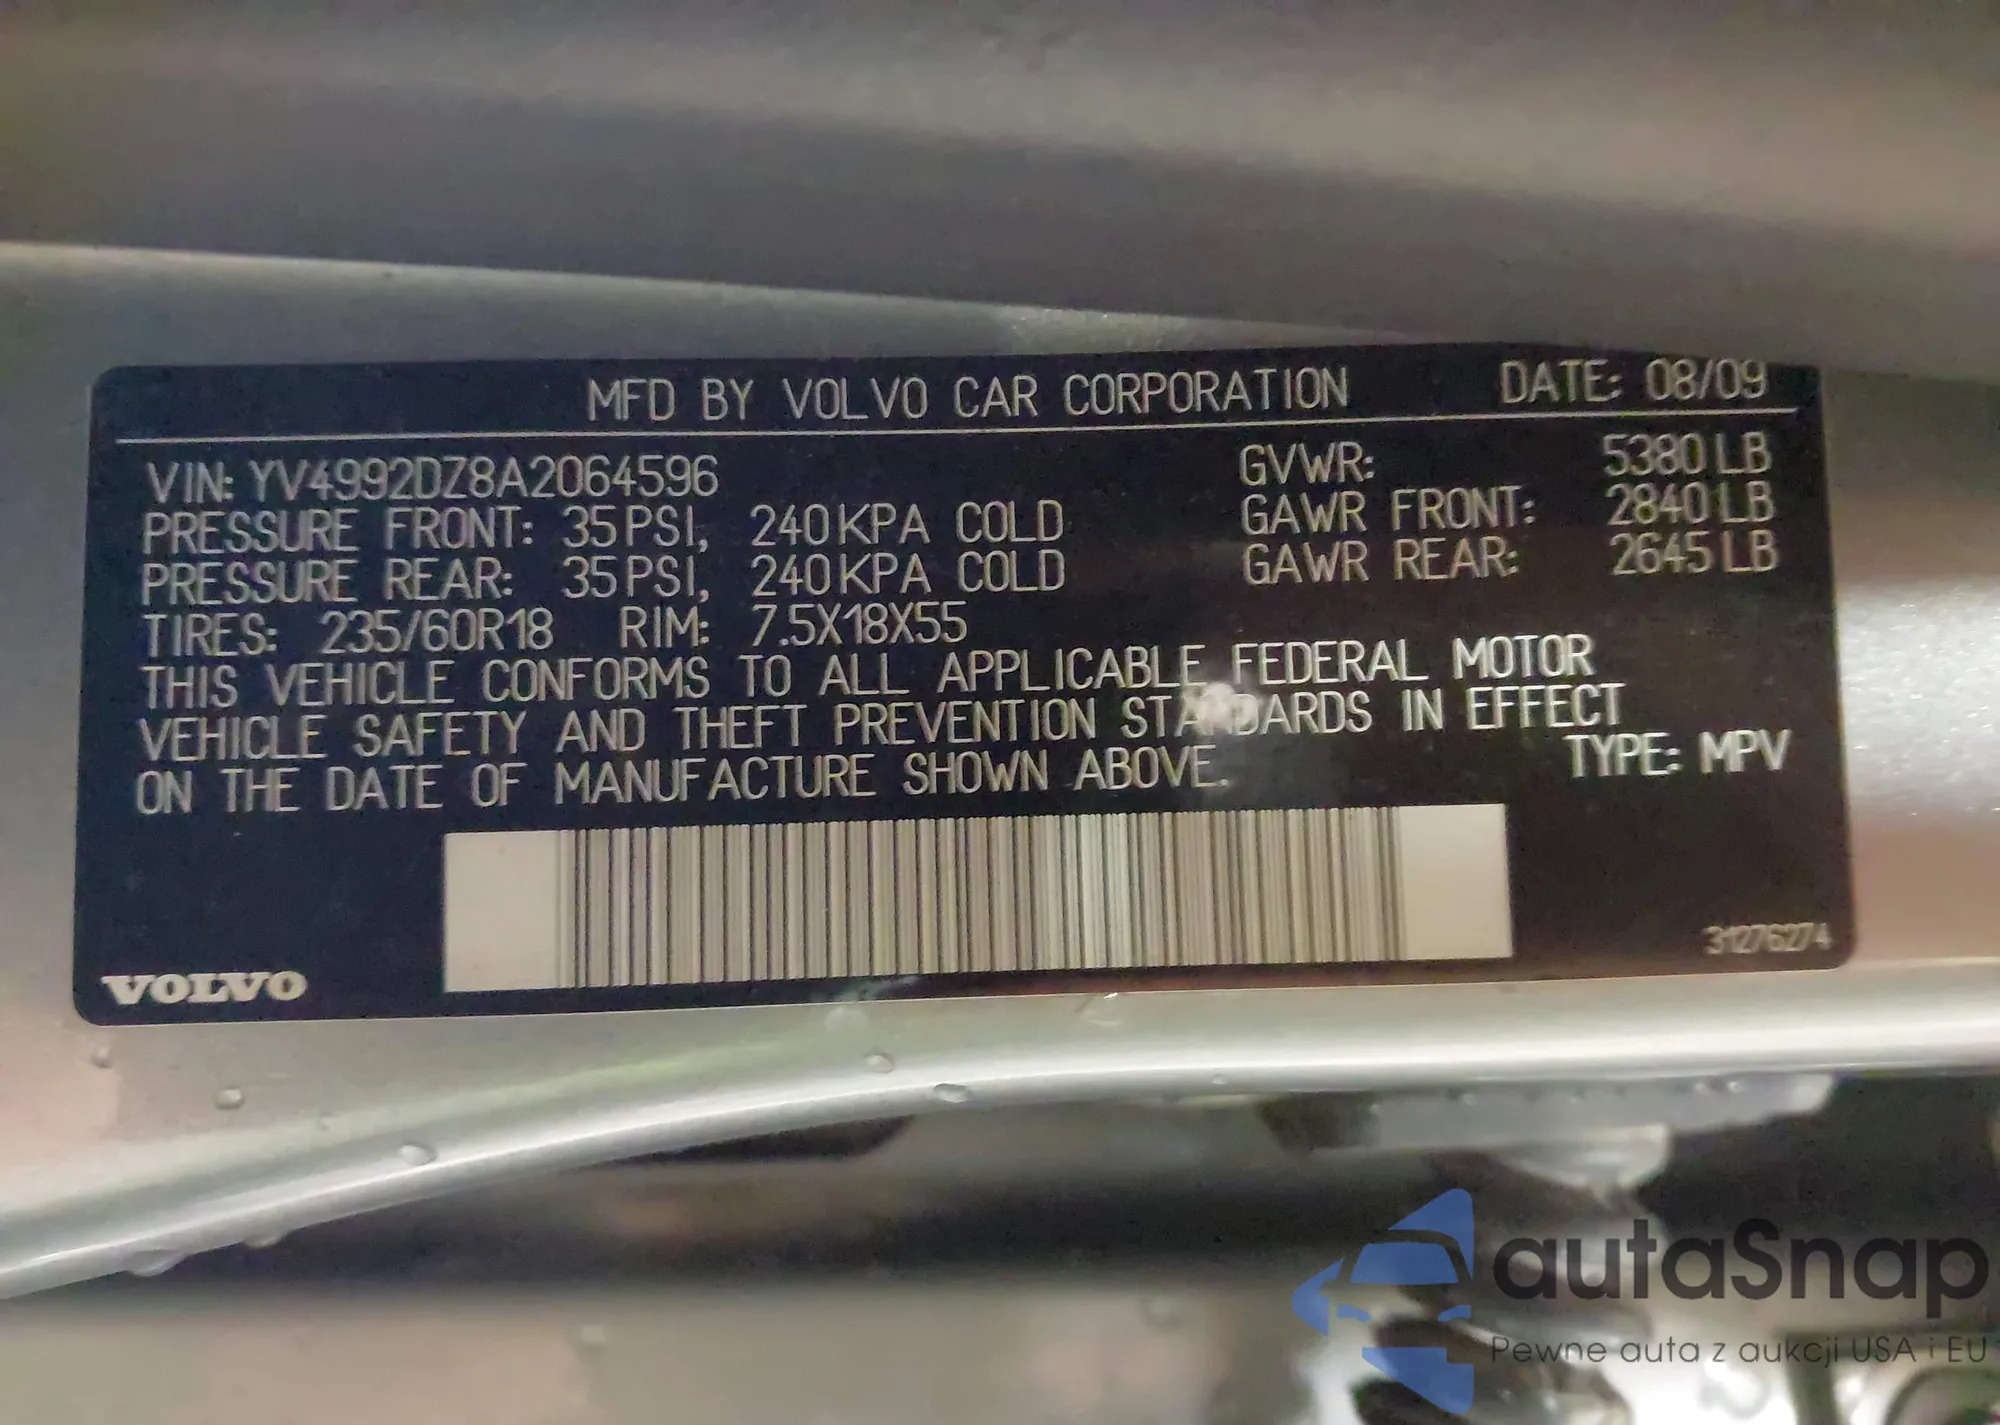 MFD BY VOLVO CAR CORPORATION DATE: 08/09
VIN: YV4992DZ8A2064596 GVWR: 5380 LB
PRESSURE FRONT: 35 PSI, 240 KPA COLD GAWR FRONT: 2840 LB
PRESSURE REAR: 35 PSI, 240 KPA COLD GAWR REAR: 2645 LB
TIRES: 235/60R18 RIM: 7.5X18X55
THIS VEHICLE CONFORMS TO ALL APPLICABLE FEDERAL MOTOR
VEHICLE SAFETY AND THEFT PREVENTION STANDARDS IN EFFECT
ON THE DATE OF MANUFACTURE SHOWN ABOVE. TYPE: MPV
31276274
VOLVO
autaSnap
Pewne auta z aukcji USA i EU